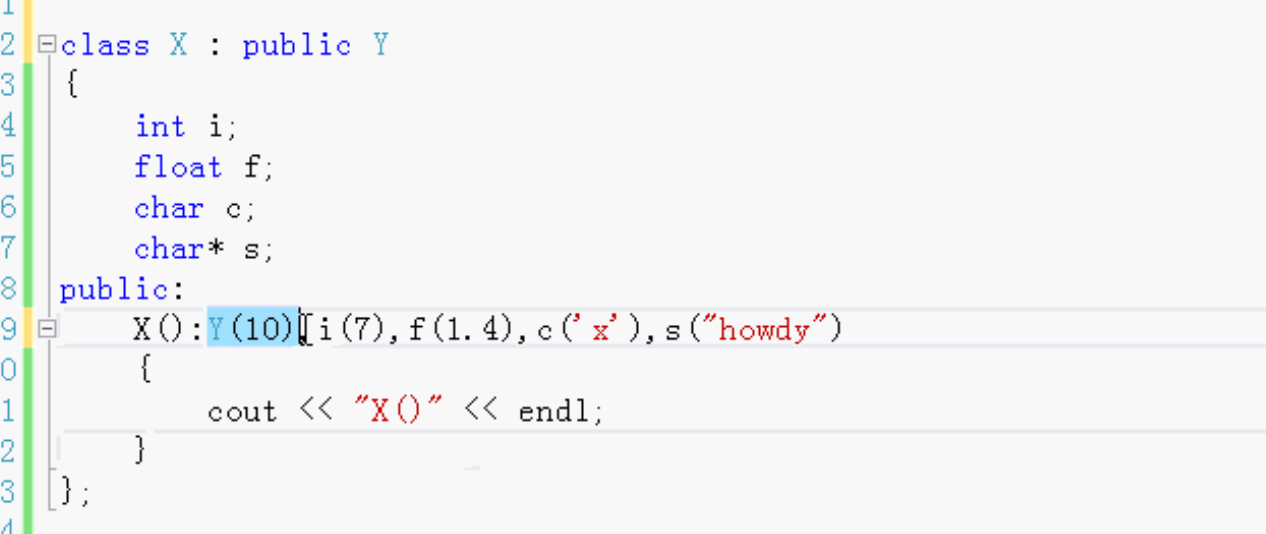 1
2 class X : public Y
3 {
4 int i;
5 float f;
6 char c;
7 char* s;
8 public:
9 X():Y(10),i(7),f(1.4),c('x'),s("howdy")
0 {
1 cout << "X()" << endl;
2 }
3 };
4